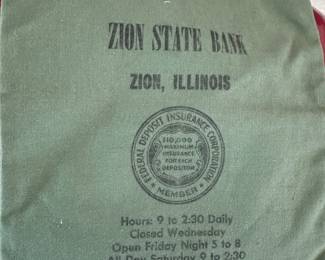 ZION STATE BANK
ZION, ILLINOIS
FEDERAL DEPOSIT INSURANCE CORPORATION
$10,000
MAXIMUM
INSURANCE
FOR EACH
DEPOSITOR
• MEMBER •
Hours: 9 to 2:30 Daily
Closed Wednesday
Open Friday Night 5 to 8
All Day Saturday 9 to 2:30